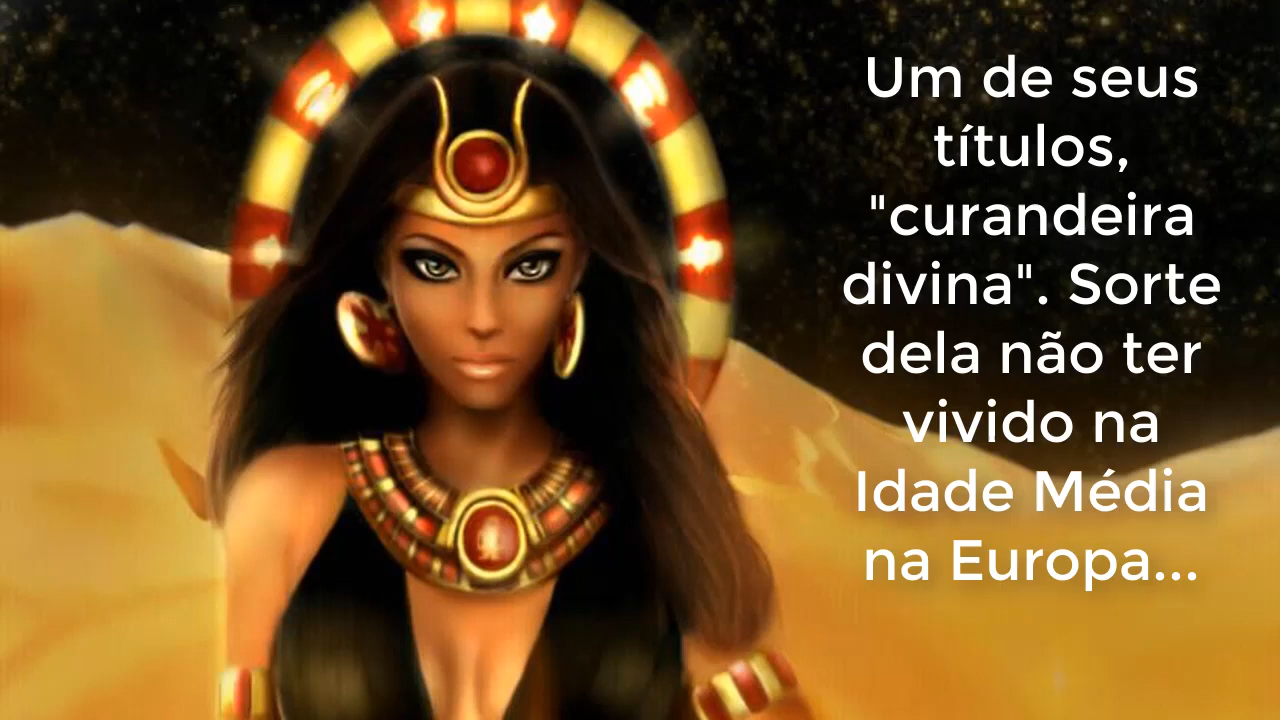 Um de seus
títulos,
"curandeira
divina". Sorte
dela não ter
vivido na
Idade Média
na Europa...